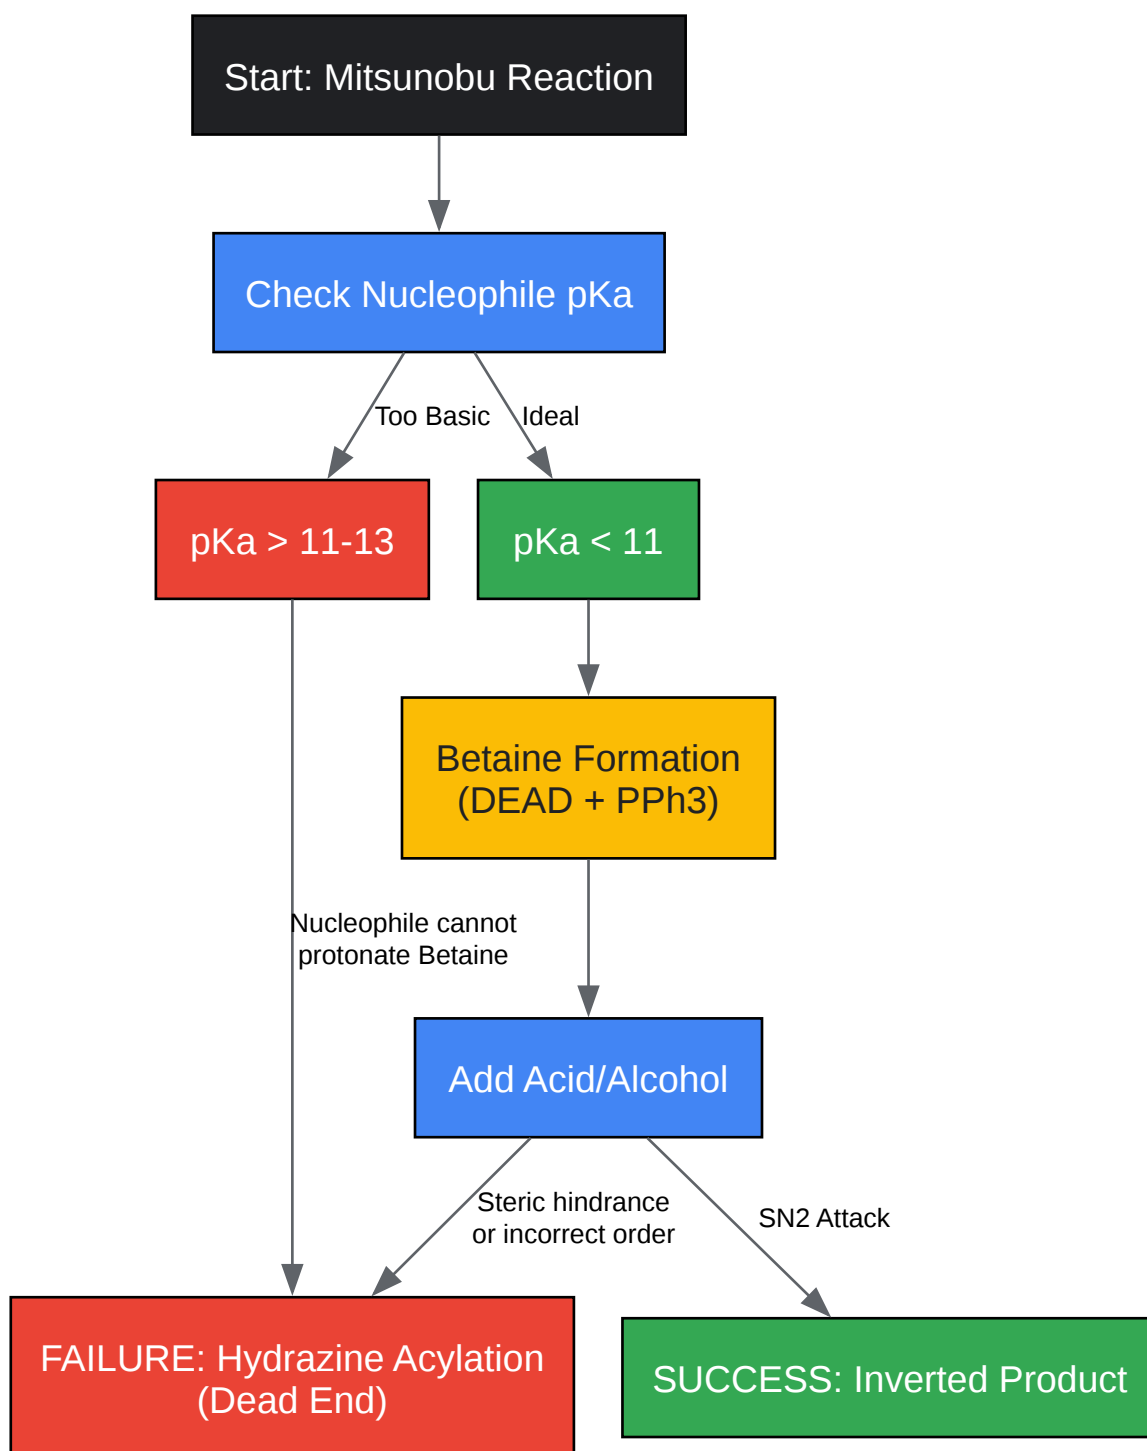 Start: Mitsunobu Reaction
Check Nucleophile pKa
Too Basic
Ideal
pKa > 11-13
pKa < 11
Betaine Formation
(DEAD + PPh3)
Nucleophile cannot
protonate Betaine
Add Acid/Alcohol
Steric hindrance
or incorrect order
SN2 Attack
FAILURE: Hydrazine Acylation
(Dead End)
SUCCESS: Inverted Product